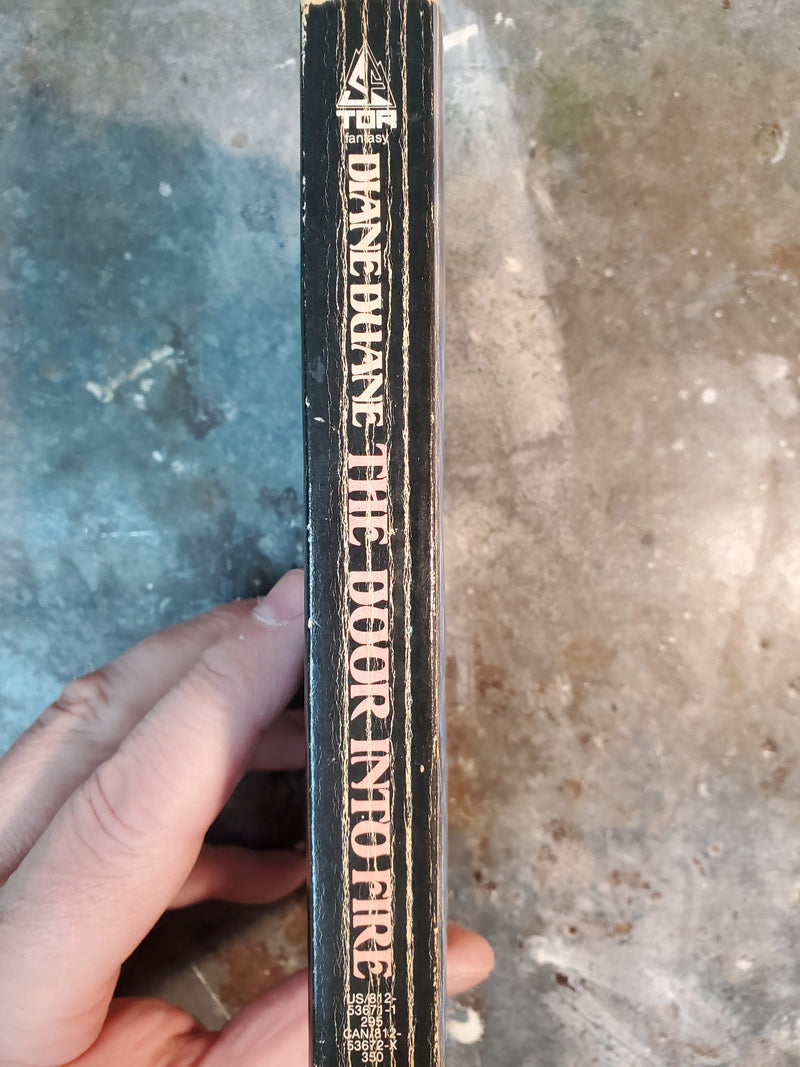 TOR
fantasy
DIANE DUANE THE DOOR INTO FIRE
US/812-
53671-1
295
CAN/812-
53672-X
350